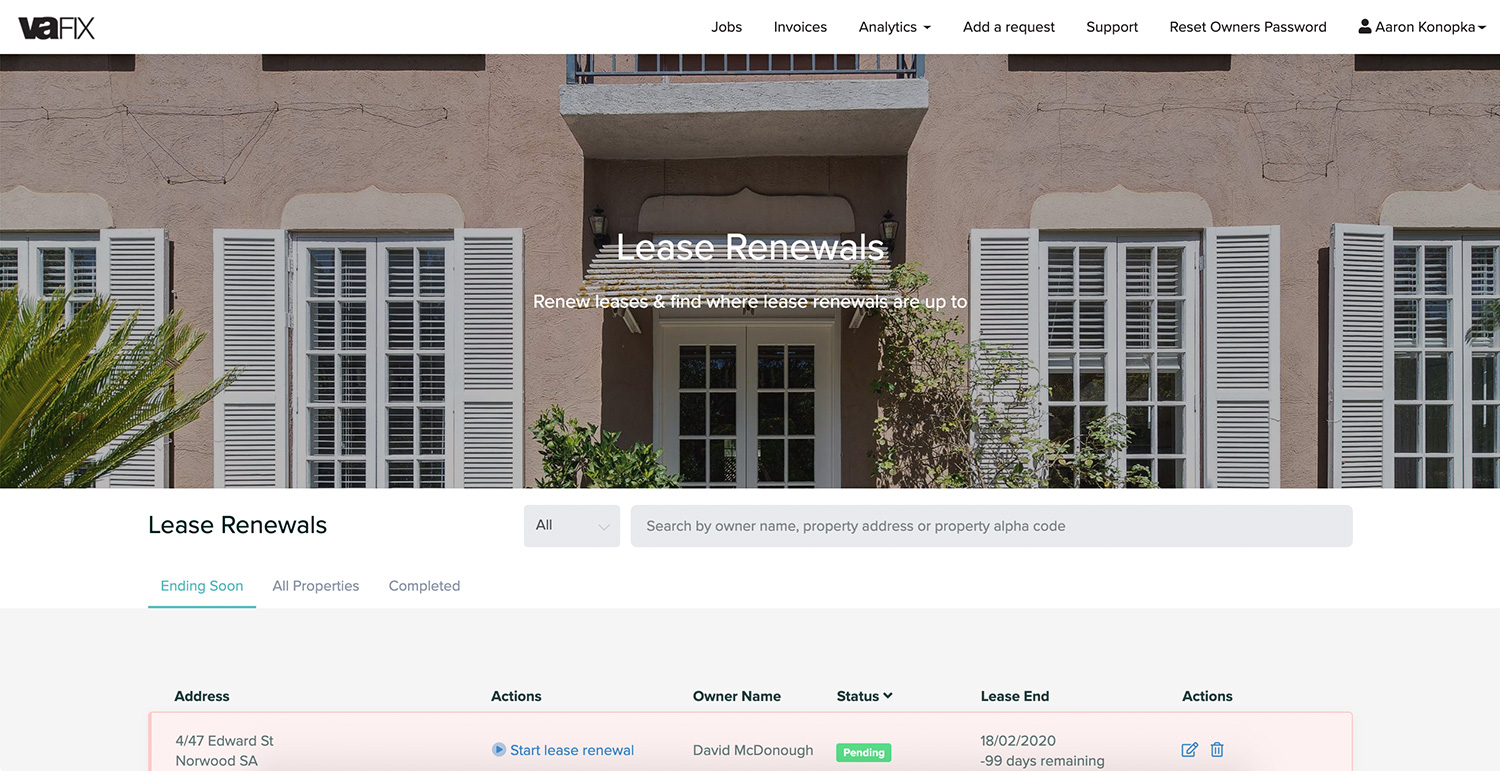 vaFIX
Jobs Invoices Analytics Add a request Support Reset Owners Password Aaron Konopka
Lease Renewals
Renew leases & find where lease renewals are up to
Lease Renewals All Search by owner name, property address or property alpha code
Ending Soon All Properties Completed
Address Actions Owner Name Status Lease End Actions
4/47 Edward St
Norwood SA
Start lease renewal
David McDonough
Pending
18/02/2020
-99 days remaining